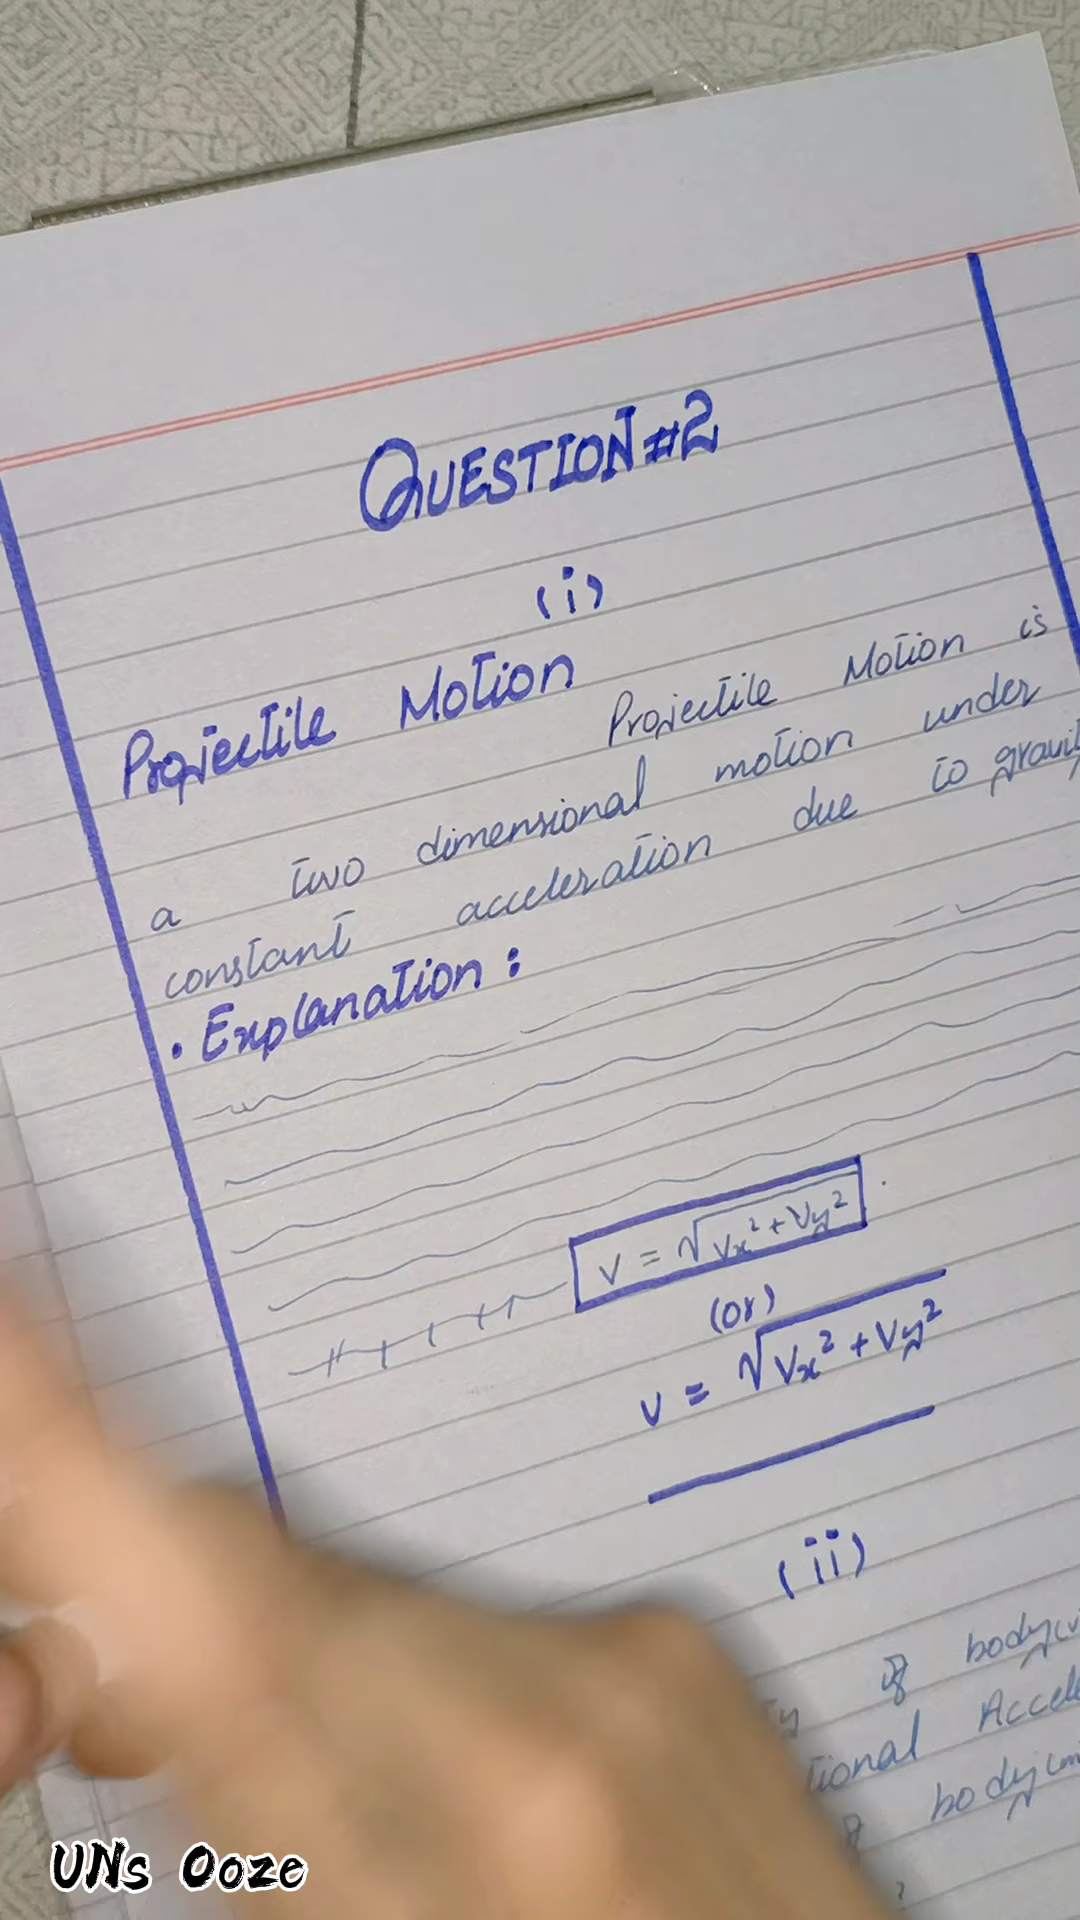 QUESTION #2
(i)
Projectile Motion
Projectile Motion is
a two dimensional motion under
constant acceleration due to gravity
• Explanation :
v = √Vx² + Vy²
(or)
v = √Vx² + Vy²
(ii)
of body
Accele
body
UNs Ooze